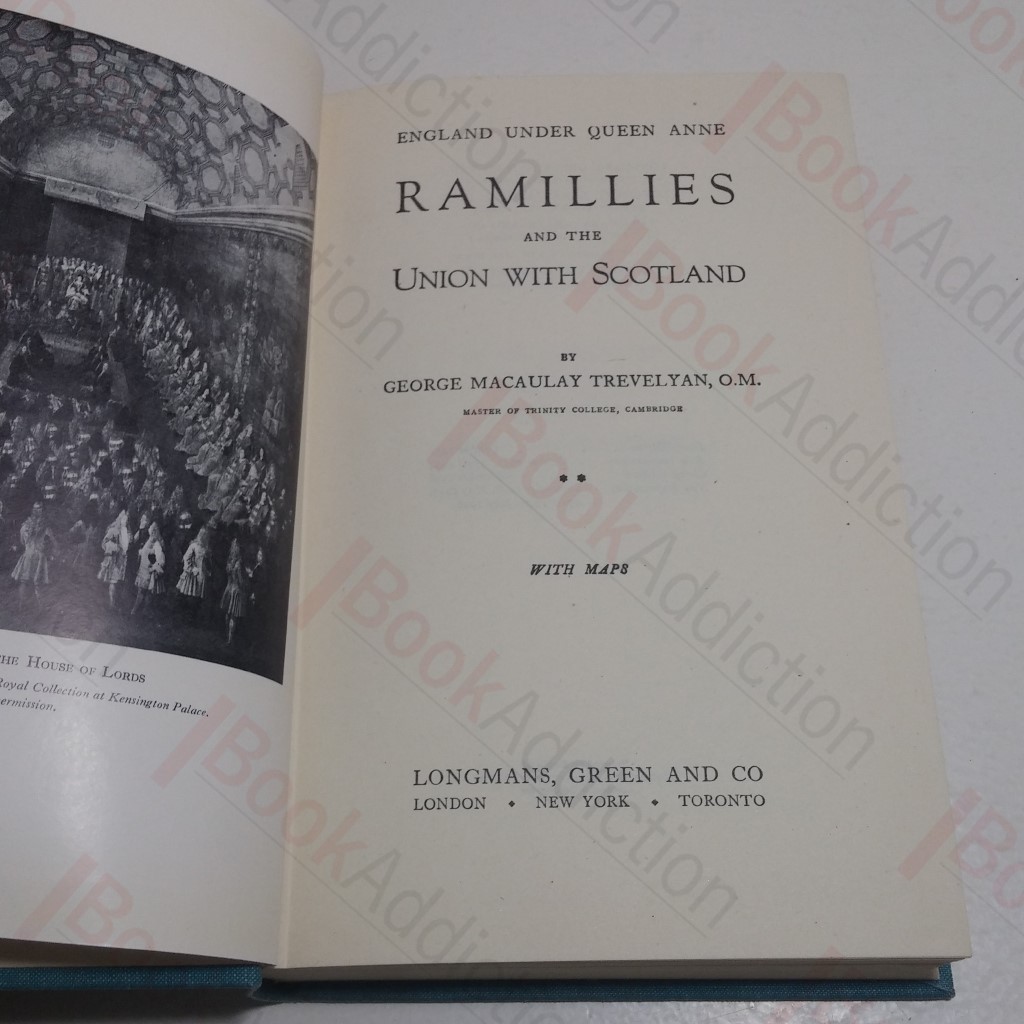 HE HOUSE OF LORDS
Royal Collection at Kensington Palace.
ermission.
ENGLAND UNDER QUEEN ANNE
RAMILLIES
AND THE
UNION WITH SCOTLAND
BY
GEORGE MACAULAY TREVELYAN, O.M.
MASTER OF TRINITY COLLEGE, CAMBRIDGE
WITH MAPS
LONGMANS, GREEN AND CO
LONDON • NEW YORK • TORONTO
BookAddiction